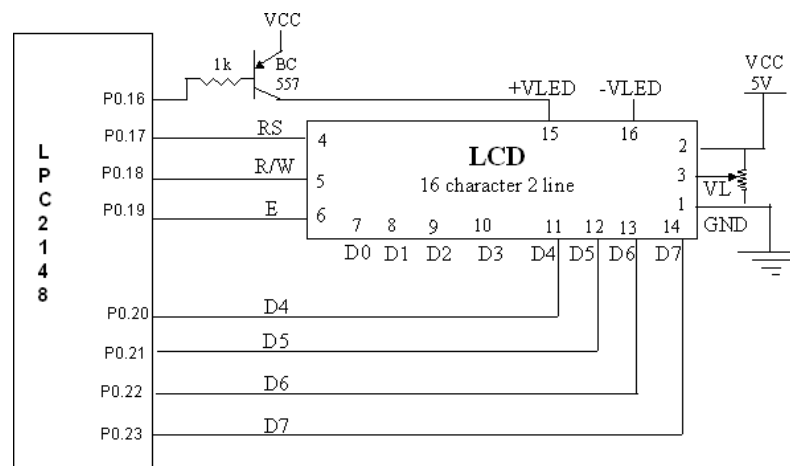 VCC
1k
BC
557
VCC
5V
+VLED
-VLED
P0.16
15
16
P0.17
RS
4
LCD
2
LPC2148
P0.18
R/W
5
16 character 2 line
3
VL
P0.19
E
6
1
GND
7
8
9
10
11
12
13
14
D0
D1
D2
D3
D4
D5
D6
D7
P0.20
D4
P0.21
D5
P0.22
D6
P0.23
D7